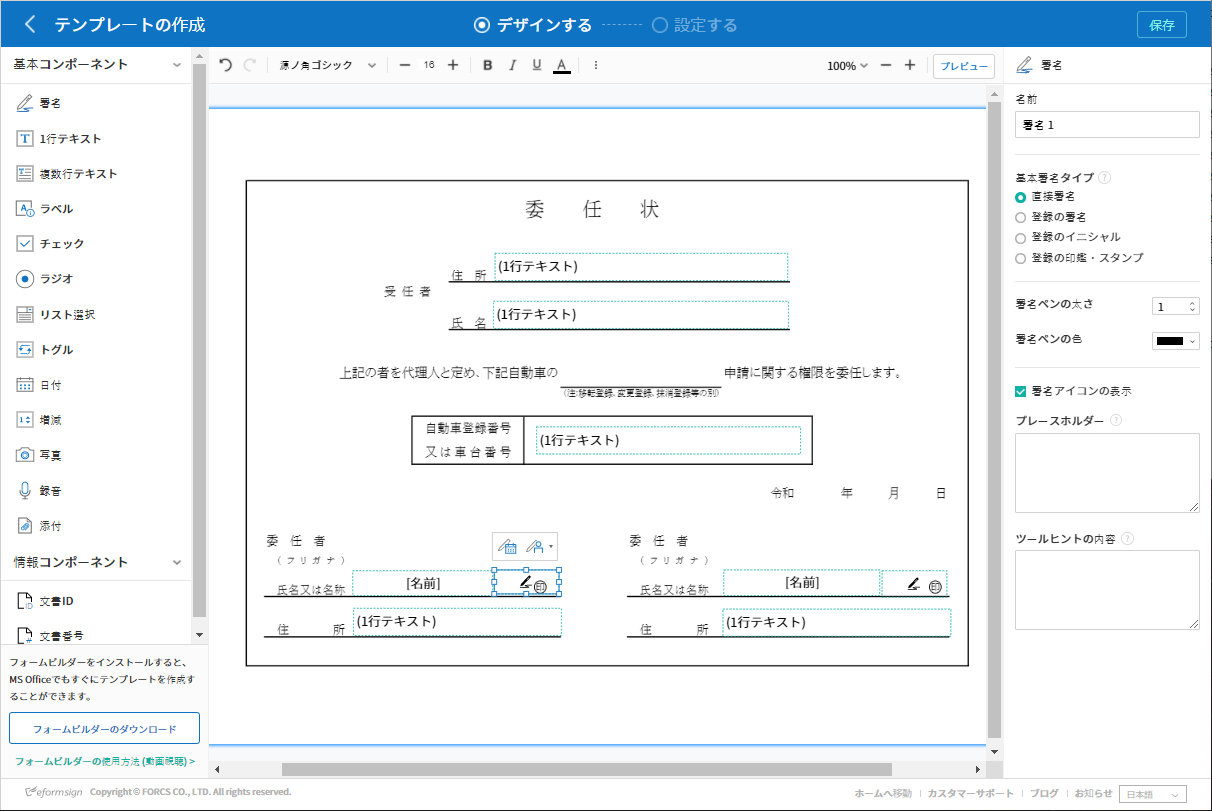 テンプレートの作成
デザインする
設定する
保存
基本コンポーネント
署名
1行テキスト
複数行テキスト
ラベル
チェック
ラジオ
リスト選択
トグル
日付
増減
写真
録音
添付
情報コンポーネント
文書ID
文書番号
フォームビルダーをインストールすると、
MS Officeでもすぐにテンプレートを作成す
ることができます。
フォームビルダーのダウンロード
フォームビルダーの使用方法 (動画視聴) >
源ノ角ゴシック
16
B I U A
100%
プレビュー
委 任 状
住 所 (1行テキスト)
受 任 者
氏 名 (1行テキスト)
上記の者を代理人と定め、下記自動車の 申請に関する権限を委任します。
(注:移転登録、変更登録、抹消登録等の別)
自動車登録番号
又は車台番号
(1行テキスト)
令和 年 月 日
委 任 者
(フリガナ)
氏名又は名称 [名前] 印
住 所 (1行テキスト)
委 任 者
(フリガナ)
氏名又は名称 [名前] 印
住 所 (1行テキスト)
署名
名前
署名 1
基本署名タイプ ?
直接署名
登録の署名
登録のイニシャル
登録の印鑑・スタンプ
署名ペンの太さ 1
署名ペンの色
署名アイコンの表示
プレースホルダー ?
ツールヒントの内容 ?
eformsign Copyright © FORCS CO., LTD. All rights reserved.
ホームへ移動 | カスタマーサポート | ブログ | お知らせ 日本語